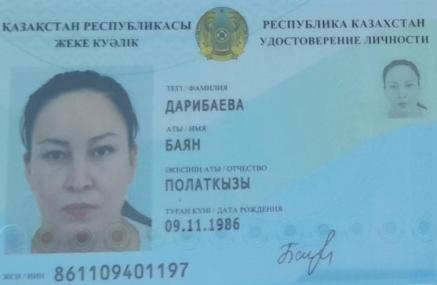 ҚАЗАҚСТАН РЕСПУБЛИКАСЫ
ЖЕКЕ КУӘЛІК
РЕСПУБЛИКА КАЗАХСТАН
УДОСТОВЕРЕНИЕ ЛИЧНОСТИ
ТЕГІ / ФАМИЛИЯ
ДАРИБАЕВА
АТЫ / ИМЯ
БАЯН
ӘКЕСІНІҢ АТЫ / ОТЧЕСТВО
ПОЛАТКЫЗЫ
ТУҒАН КҮНІ / ДАТА РОЖДЕНИЯ
09.11.1986
ЖСН / ИИН 861109401197